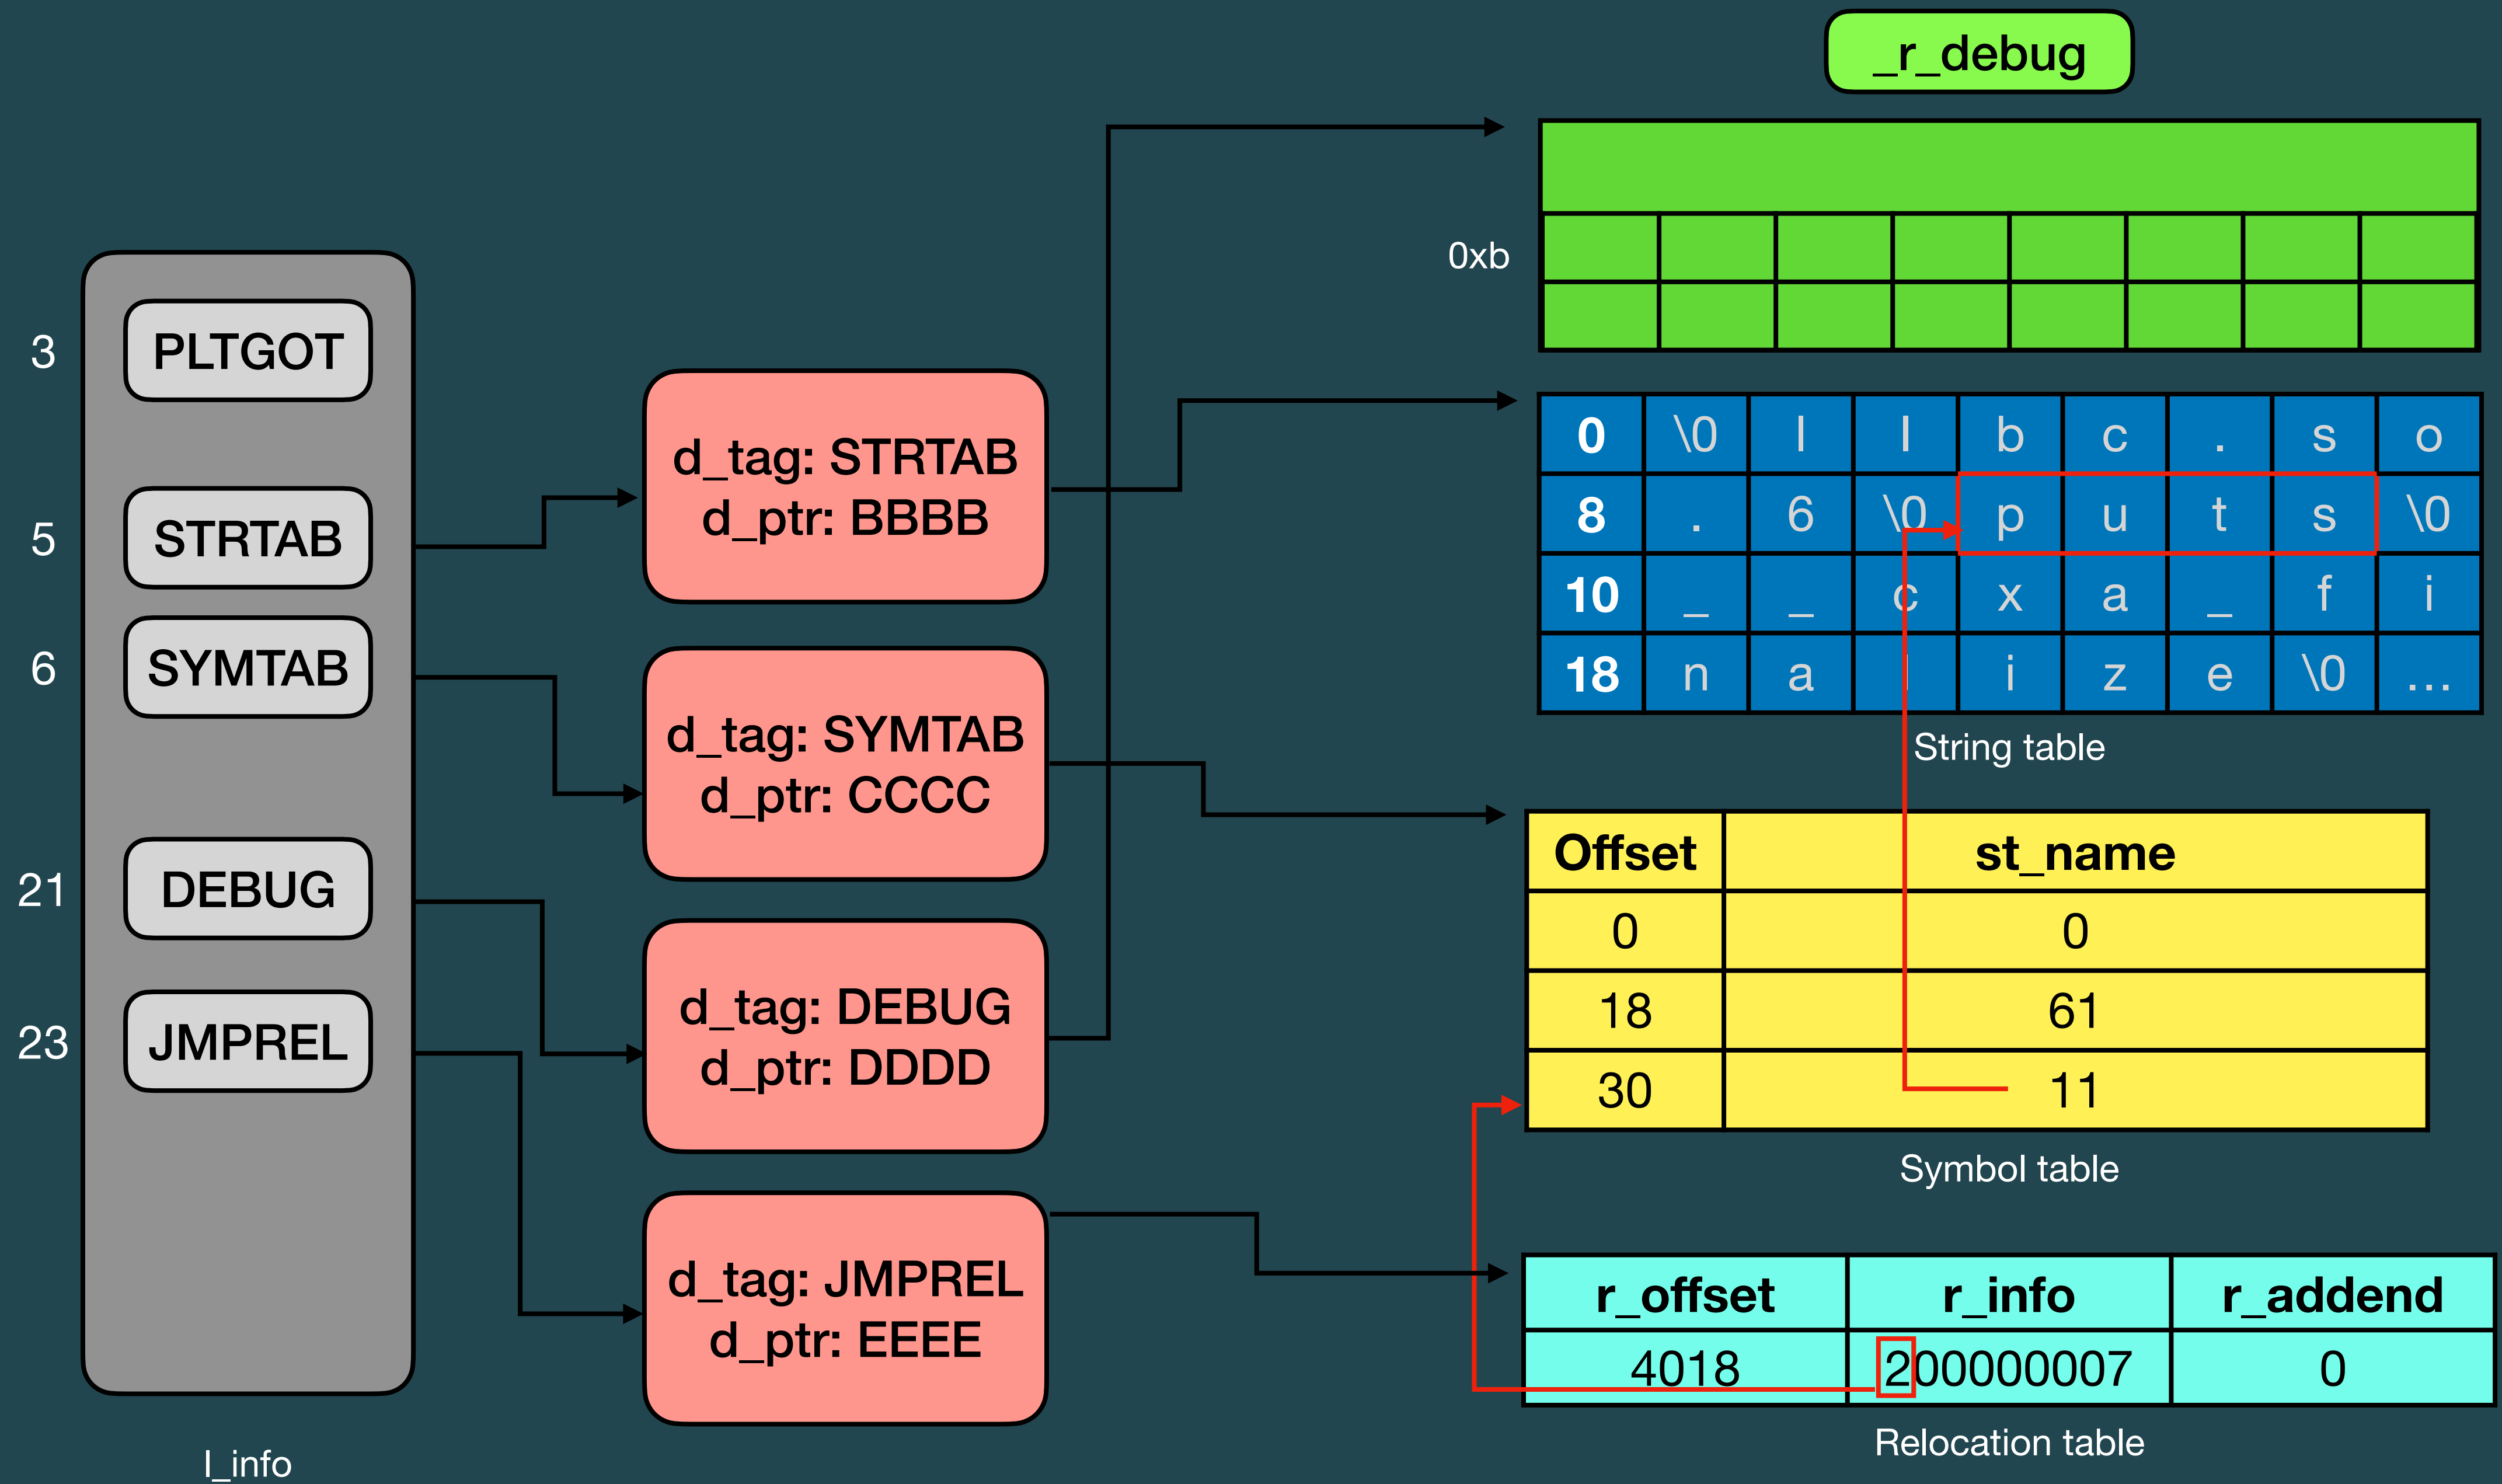 _r_debug
0xb
3 PLTGOT
5 STRTAB
6 SYMTAB
21 DEBUG
23 JMPREL
l_info
d_tag: STRTAB
d_ptr: BBBB
d_tag: SYMTAB
d_ptr: CCCC
d_tag: DEBUG
d_ptr: DDDD
d_tag: JMPREL
d_ptr: EEEE
0 \0 l I b c . s o
8 . 6 \0 p u t s \0
10 _ _ c x a _ f i
18 n a l i z e \0 ...
String table
Offset st_name
0 0
18 61
30 11
Symbol table
r_offset r_info r_addend
4018 200000007 0
Relocation table